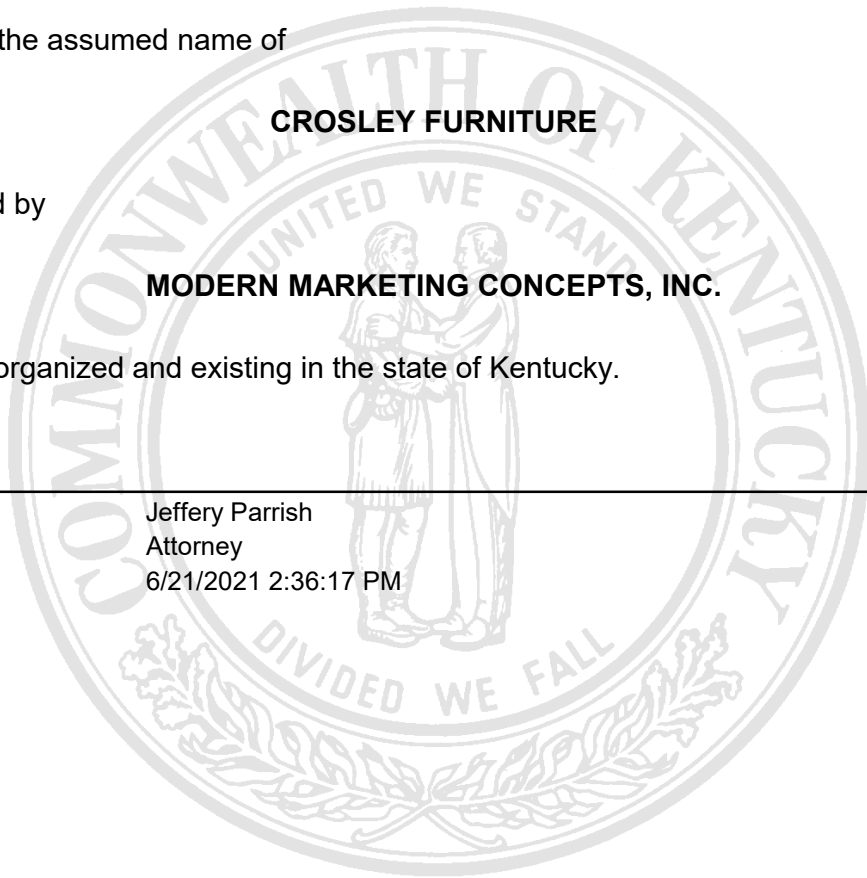 the assumed name of
CROSLEY FURNITURE
d by
MODERN MARKETING CONCEPTS, INC.
organized and existing in the state of Kentucky.
Jeffery Parrish
Attorney
6/21/2021 2:36:17 PM
COMMONWEALTH OF KENTUCKY
UNITED WE STAND
DIVIDED WE FALL